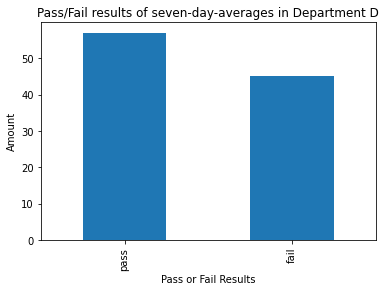 Pass/Fail results of seven-day-averages in Department D
50
40
30
20
10
0
Amount
pass
fail
Pass or Fail Results